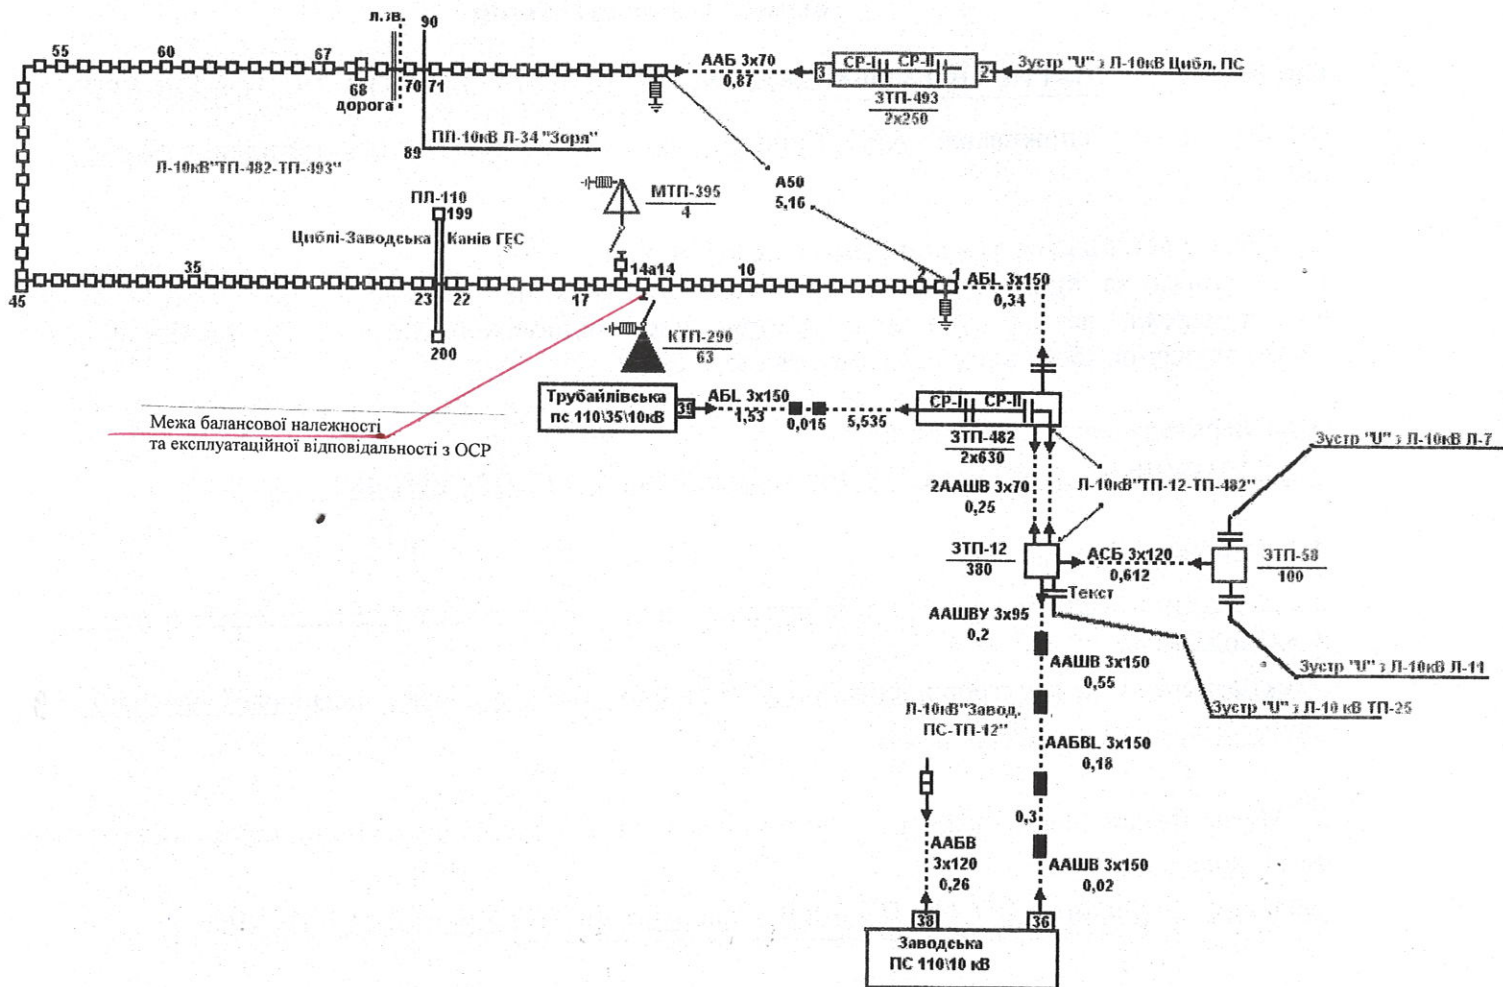 л.зв.
90
55
60
67
68
дорога
70
71
ААБ 3х70
0,87
3
СР-І
СР-ІІ
2
Зустр "U" з Л-10кВ Цибл. ПС
ЗТП-493
2х250
89
ПЛ-10кВ Л-34 "Зоря"
Л-10кВ"ТП-482-ТП-493"
ПЛ-110
199
Циблі-Заводська
Канів ГЕС
МТП-395
4
А50
5,16
45
35
23
22
17
14а14
10
2
1
АБL 3х150
0,34
200
КТП-290
63
Трубайлівська
пс 110\35\10кВ
39
АБL 3х150
1,53
0,015
5,535
СР-І
СР-ІІ
ЗТП-482
2х630
Межа балансової належності
та експлуатаційної відповідальності з ОСР
Зустр "U" з Л-10кВ Л-7
2ААШВ 3х70
0,25
Л-10кВ"ТП-12-ТП-482"
ЗТП-12
380
АСБ 3х120
0,612
ЗТП-58
100
Текст
ААШВУ 3х95
0,2
ААШВ 3х150
0,55
Зустр "U" з Л-10кВ Л-11
Зустр "U" з Л-10 кВ ТП-25
Л-10кВ"Завод.
ПС-ТП-12"
ААБВL 3х150
0,18
0,3
ААБВ
3х120
0,26
ААШВ 3х150
0,02
38
36
Заводська
ПС 110\10 кВ